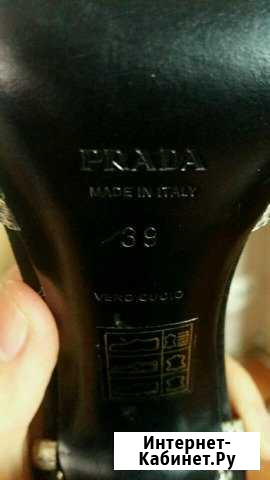 PRADA
MADE IN ITALY
39
VERO CUOIO
Интернет-
Кабинет.Ру